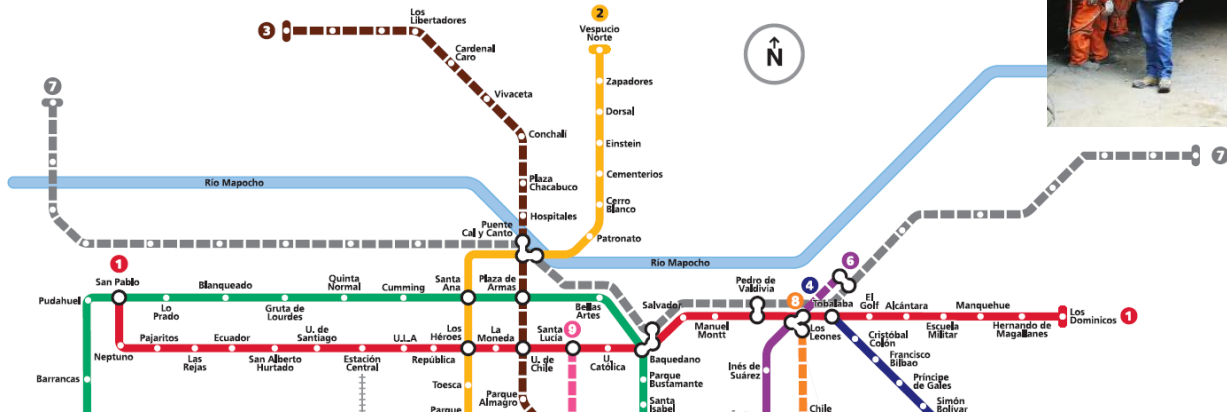 Los
Libertadores
3
2
Vespucio
Norte
Cardenal
Caro
N
7
Zapadores
Vivaceta
Dorsal
Conchalí
Einstein
7
Plaza
Chacabuco
Cementerios
Río Mapocho
Cerro
Blanco
Hospitales
Puente
Cal y Canto
Patronato
Río Mapocho
6
1
San Pablo
Blanqueado
Quinta
Normal
Cumming
Santa
Ana
Plaza de
Armas
Pedro de
Valdivia
4
8
Tobalaba
El
Golf
Alcántara
Manquehue
Pudahuel
Lo
Prado
Gruta de
Lourdes
Bellas
Artes
Salvador
Los
Dominicos
1
Manuel
Montt
Los
Leones
Escuela
Militar
Hernando de
Magallanes
Pajaritos
Ecuador
U. de
Santiago
U.L.A
Los
Héroes
La
Moneda
Santa
Lucía
9
Cristóbal
Colón
Neptuno
Las
Rejas
San Alberto
Hurtado
Estación
Central
República
U. de
Chile
U.
Católica
Baquedano
Francisco
Bilbao
Inés de
Suárez
Barrancas
Toesca
Parque
Bustamante
Príncipe
de Gales
Parque
Almagro
Santa
Isabel
Simón
Bolívar
Parque
Chile